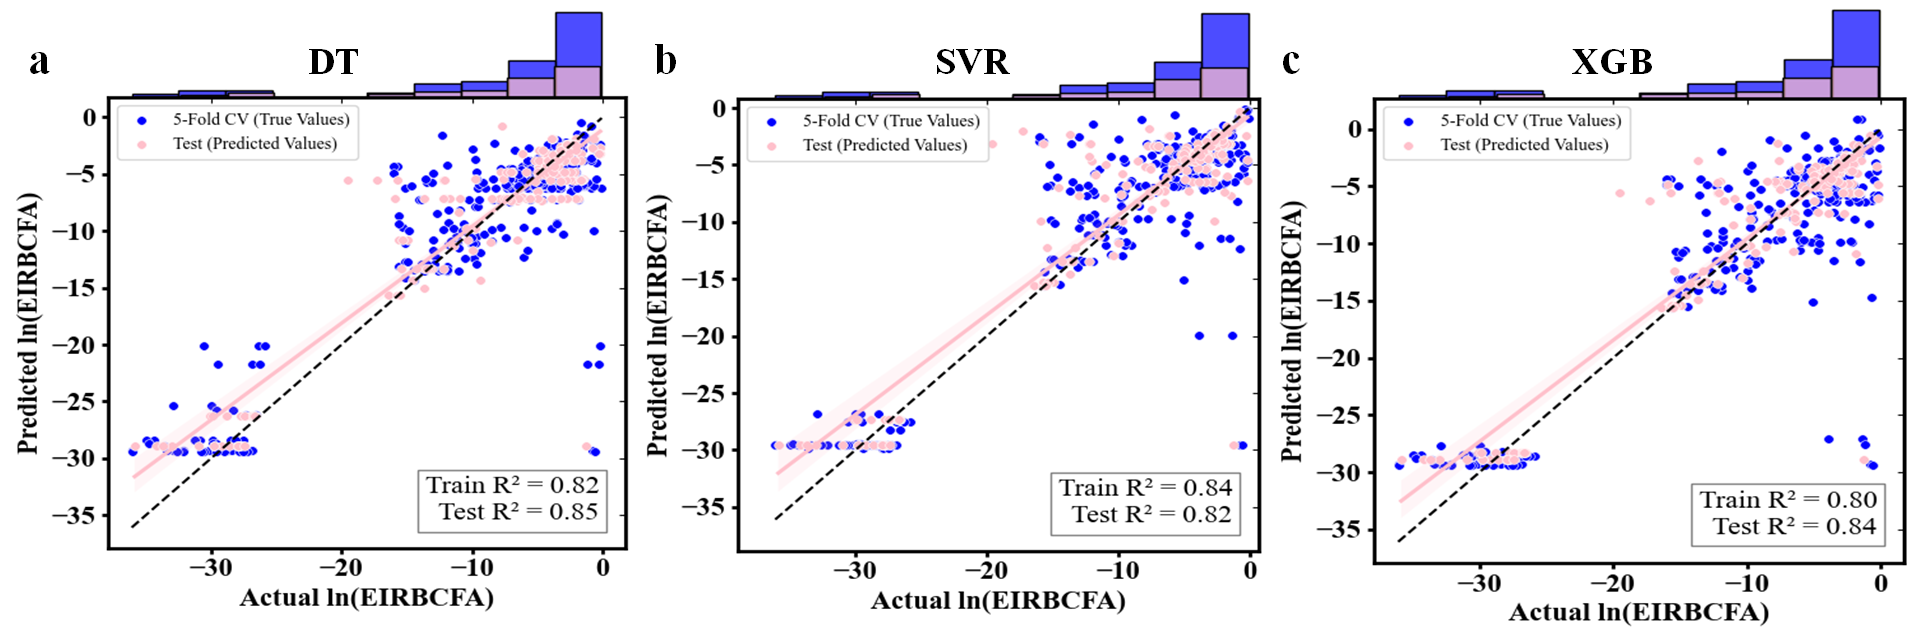 a
DT
5-Fold CV (True Values)
Test (Predicted Values)
0
−5
−10
−15
−20
−25
−30
−35
Predicted ln(EIRBCFA)
Train R² = 0.82
Test R² = 0.85
−30
−20
−10
0
Actual ln(EIRBCFA)
b
SVR
5-Fold CV (True Values)
Test (Predicted Values)
0
−5
−10
−15
−20
−25
−30
−35
Predicted ln(EIRBCFA)
Train R² = 0.84
Test R² = 0.82
−30
−20
−10
0
Actual ln(EIRBCFA)
c
XGB
5-Fold CV (True Values)
Test (Predicted Values)
0
−5
−10
−15
−20
−25
−30
−35
Predicted ln(EIRBCFA)
Train R² = 0.80
Test R² = 0.84
−30
−20
−10
0
Actual ln(EIRBCFA)